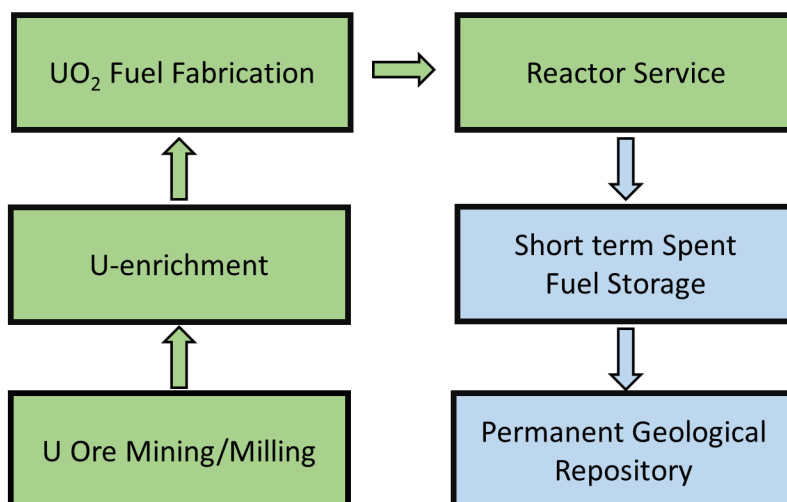 UO₂ Fuel Fabrication
Reactor Service
U-enrichment
Short term Spent
Fuel Storage
U Ore Mining/Milling
Permanent Geological
Repository